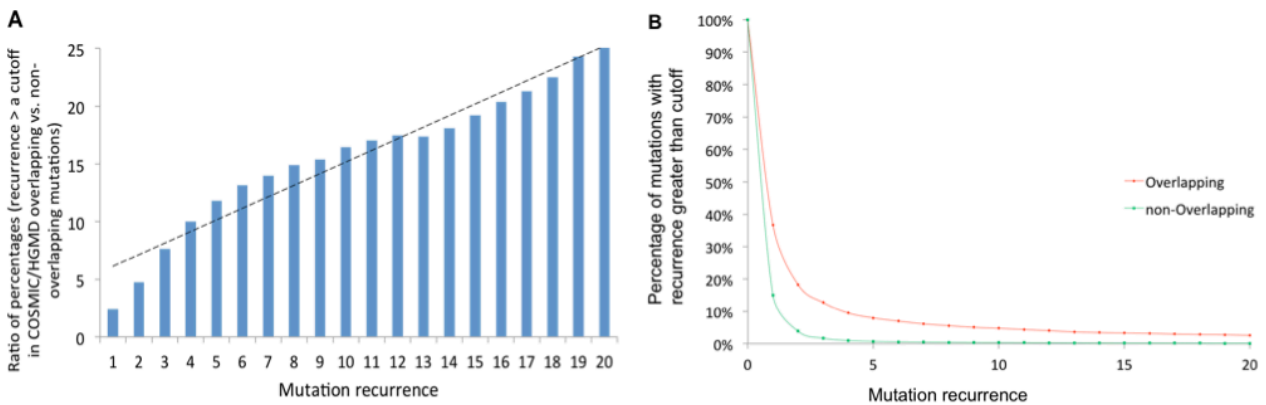 A
Ratio of percentages (recurrence > a cutoff
in COSMIC/HGMD overlapping vs. non-
overlapping mutations)
25
20
15
10
5
0
1 2 3 4 5 6 7 8 9 10 11 12 13 14 15 16 17 18 19 20
Mutation recurrence
B
Percentage of mutations with
recurrence greater than cutoff
100%
90%
80%
70%
60%
50%
40%
30%
20%
10%
0%
Overlapping
non-Overlapping
0 5 10 15 20
Mutation recurrence